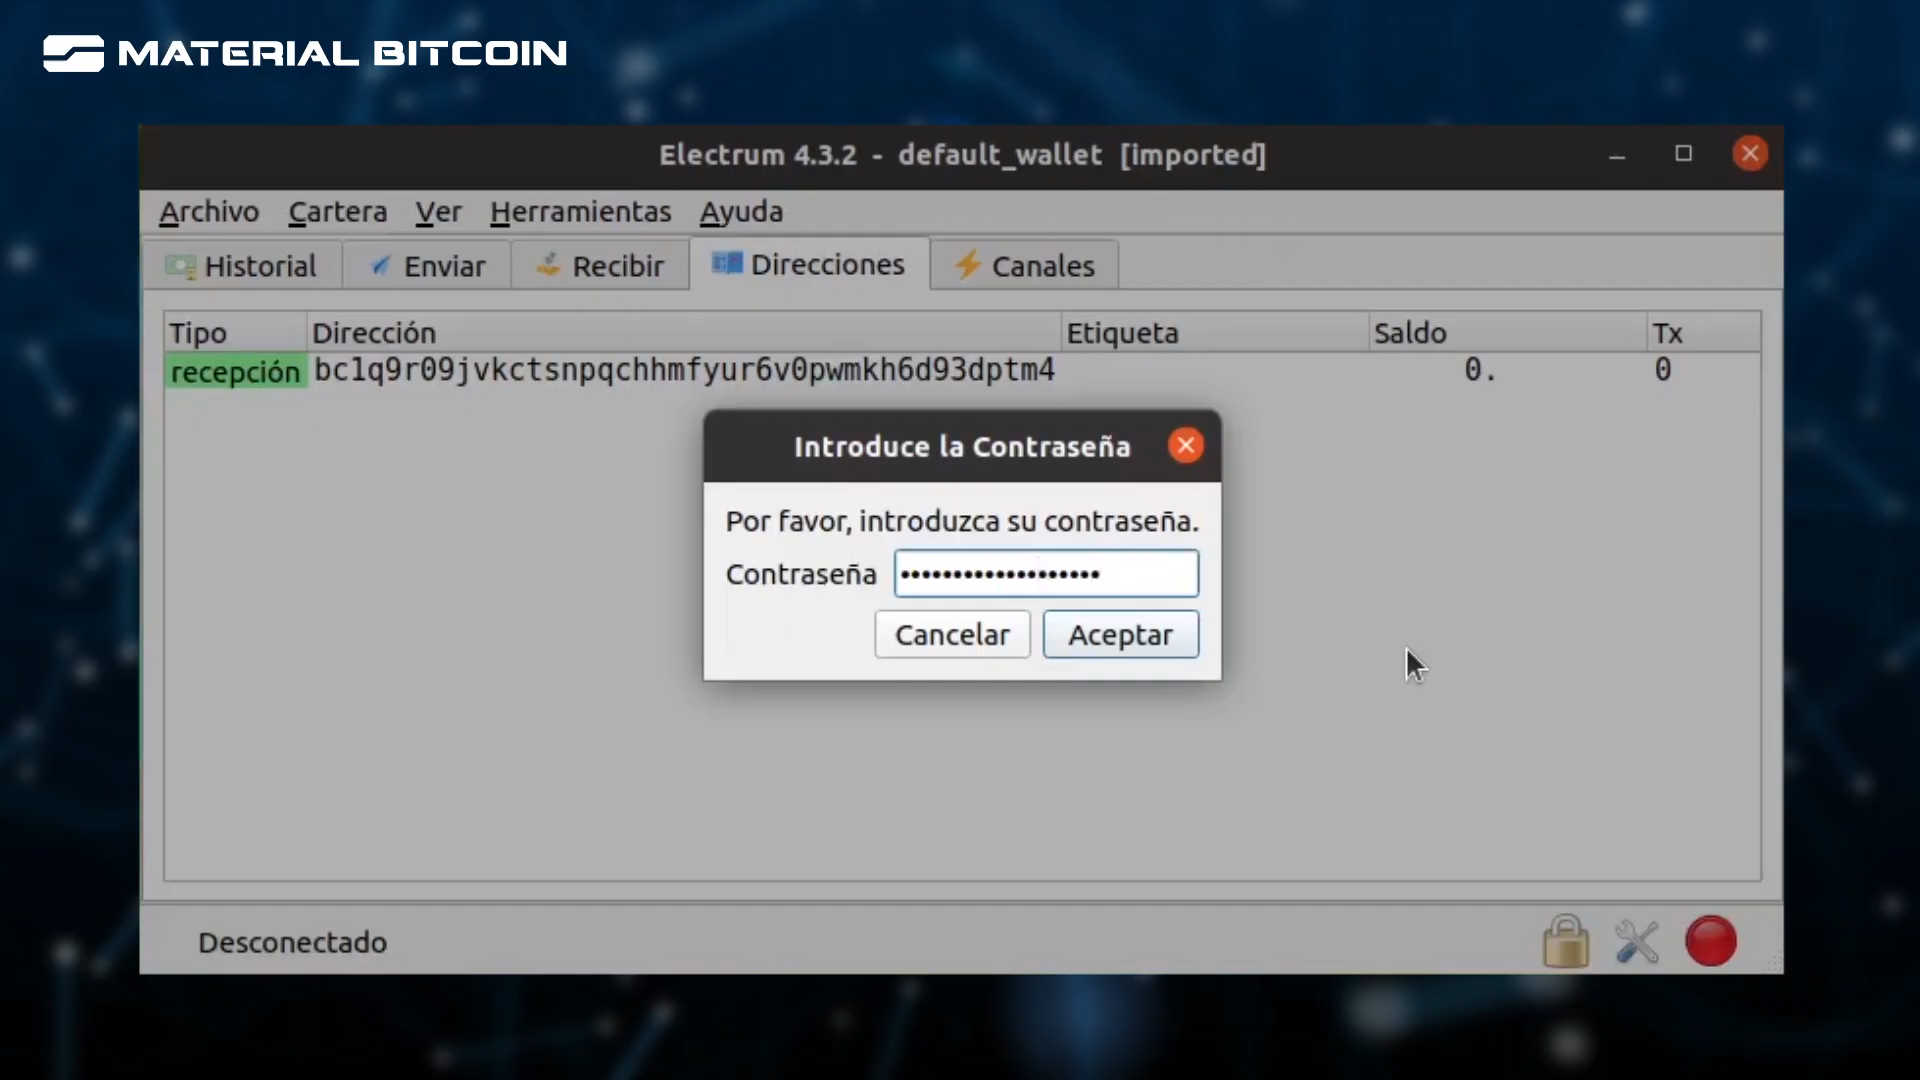 MATERIAL BITCOIN
Electrum 4.3.2 - default_wallet [imported]
Archivo Cartera Ver Herramientas Ayuda
Historial Enviar Recibir Direcciones Canales
Tipo Dirección Etiqueta Saldo Tx
recepción bc1q9r09jvkctsnpqchhmfyur6v0pwmkh6d93dptm4 0. 0
Introduce la Contraseña
Por favor, introduzca su contraseña.
Contraseña •••••••••••••••••••
Cancelar Aceptar
Desconectado